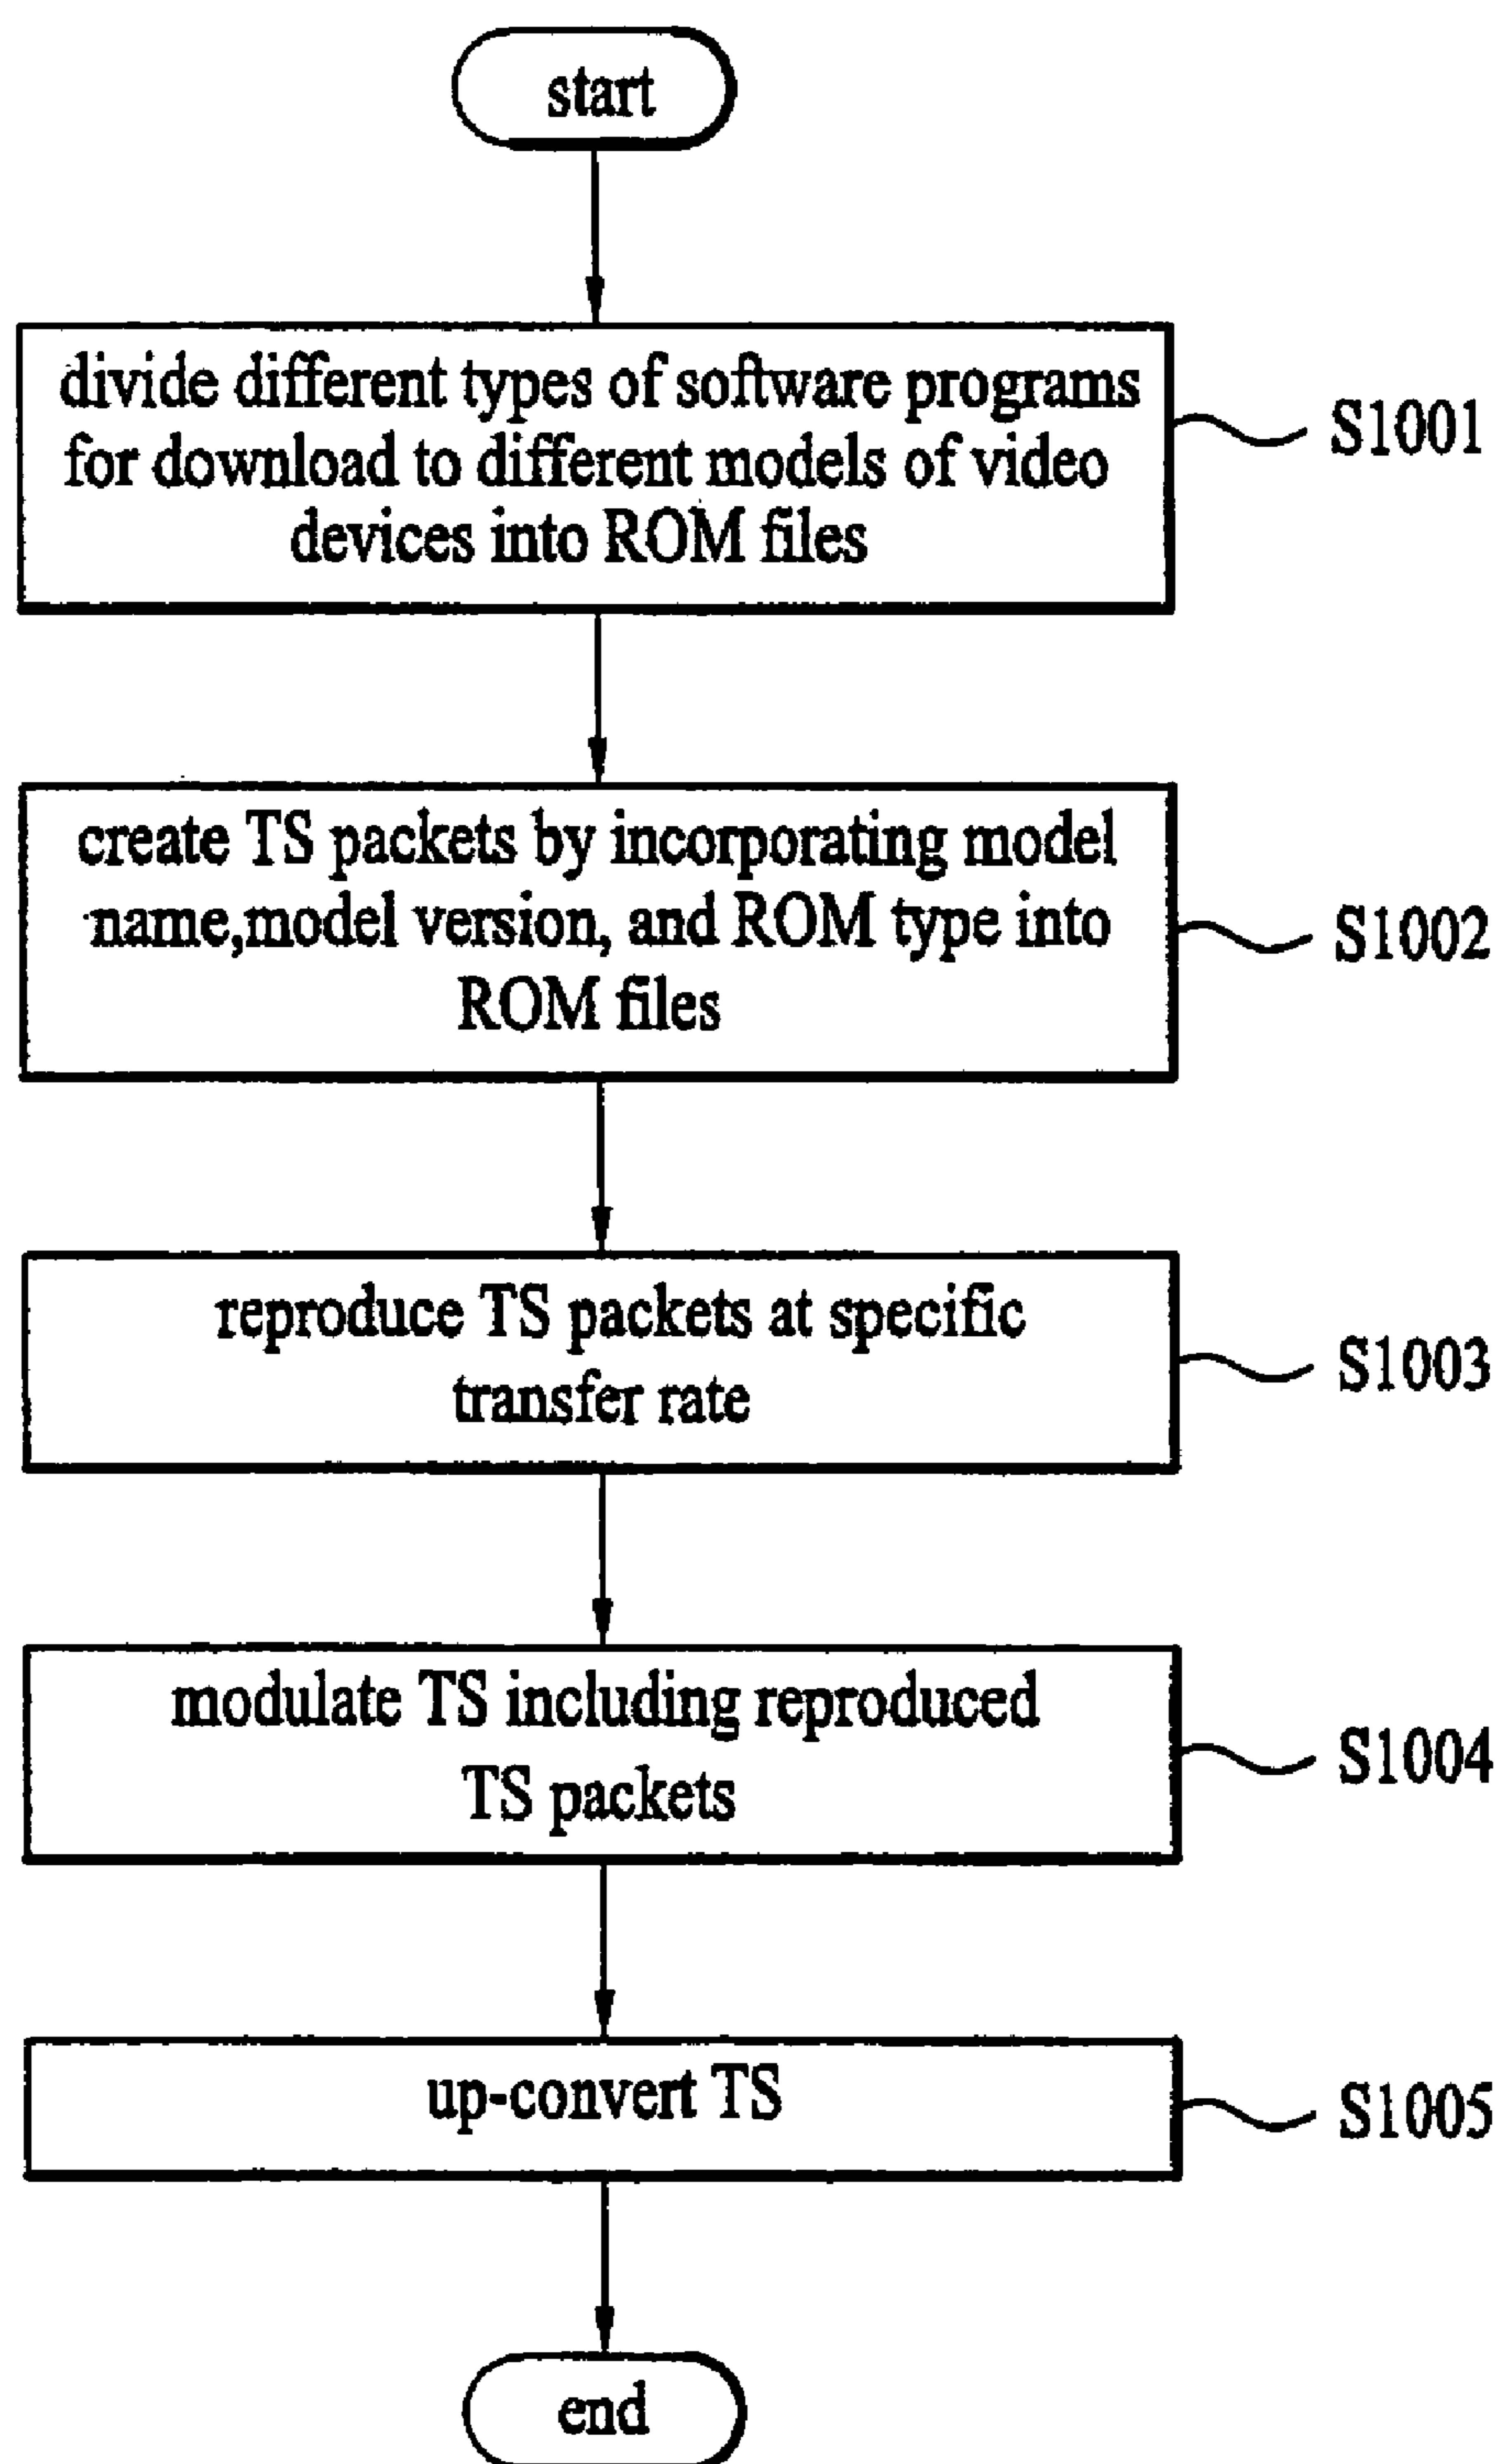 start
divide different types of software programs
for download to different models of video
devices into ROM files
S1001
create TS packets by incorporating model
name,model version, and ROM type into
ROM files
S1002
reproduce TS packets at specific
transfer rate
S1003
modulate TS including reproduced
TS packets
S1004
up-convert TS
S1005
end